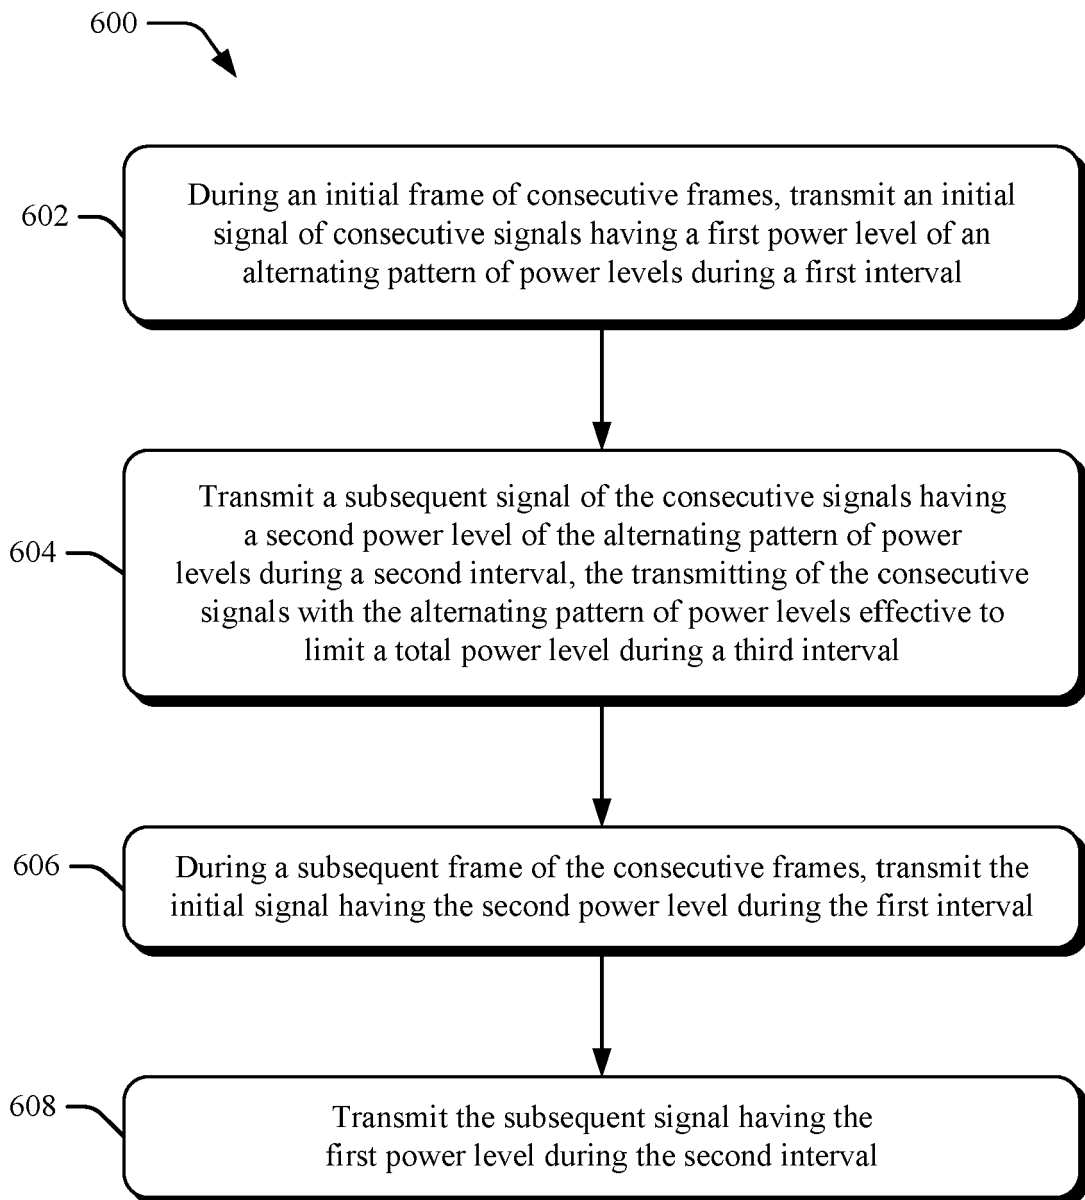 600
602
During an initial frame of consecutive frames, transmit an initial
signal of consecutive signals having a first power level of an
alternating pattern of power levels during a first interval
604
Transmit a subsequent signal of the consecutive signals having
a second power level of the alternating pattern of power
levels during a second interval, the transmitting of the consecutive
signals with the alternating pattern of power levels effective to
limit a total power level during a third interval
606
During a subsequent frame of the consecutive frames, transmit the
initial signal having the second power level during the first interval
608
Transmit the subsequent signal having the
first power level during the second interval